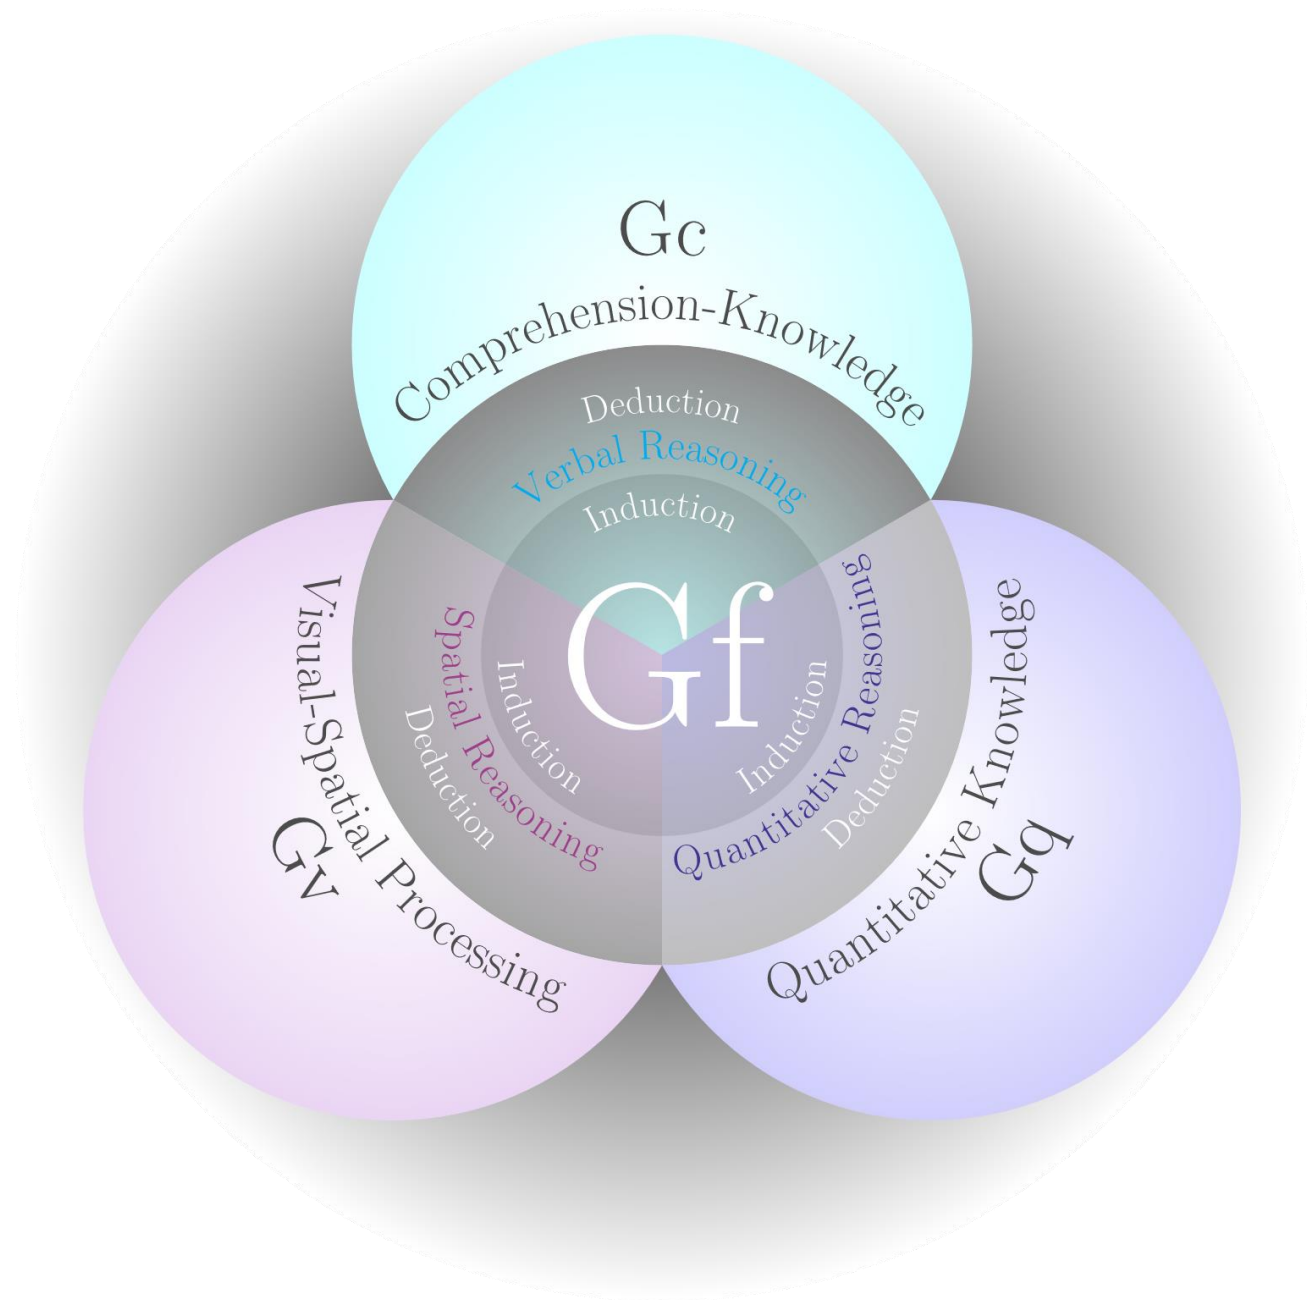 Gc
Comprehension-Knowledge
Deduction
Verbal Reasoning
Induction
Gf
Induction
Spatial Reasoning
Deduction
Visual-Spatial Processing
Gv
Induction
Quantitative Reasoning
Deduction
Quantitative Knowledge
Gq